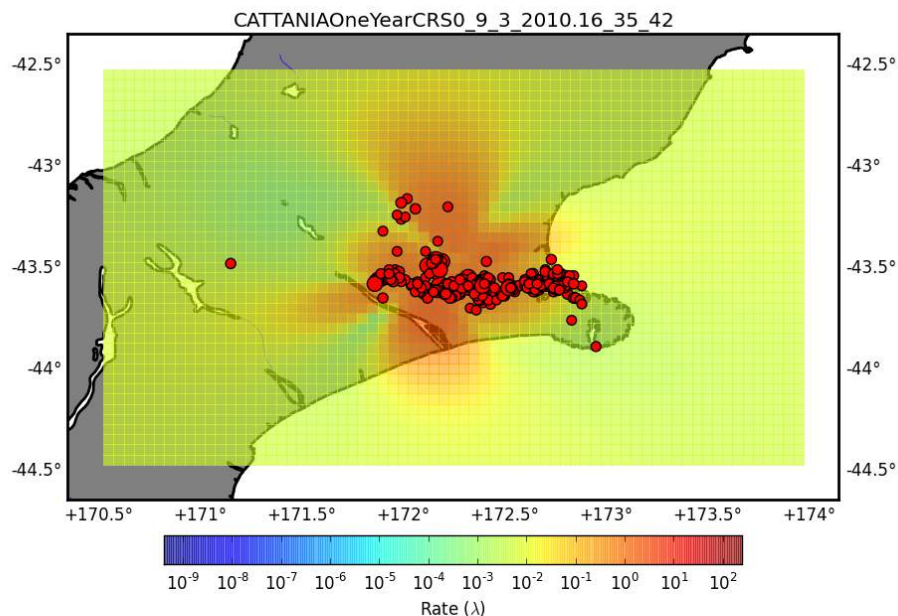 CATTANIAOneYearCRS0_9_3_2010.16_35_42
-42.5° -42.5°
-43° -43°
-43.5° -43.5°
-44° -44°
-44.5° -44.5°
+170.5° +171° +171.5° +172° +172.5° +173° +173.5° +174°
10⁻⁹ 10⁻⁸ 10⁻⁷ 10⁻⁶ 10⁻⁵ 10⁻⁴ 10⁻³ 10⁻² 10⁻¹ 10⁰ 10¹ 10²
Rate (λ)